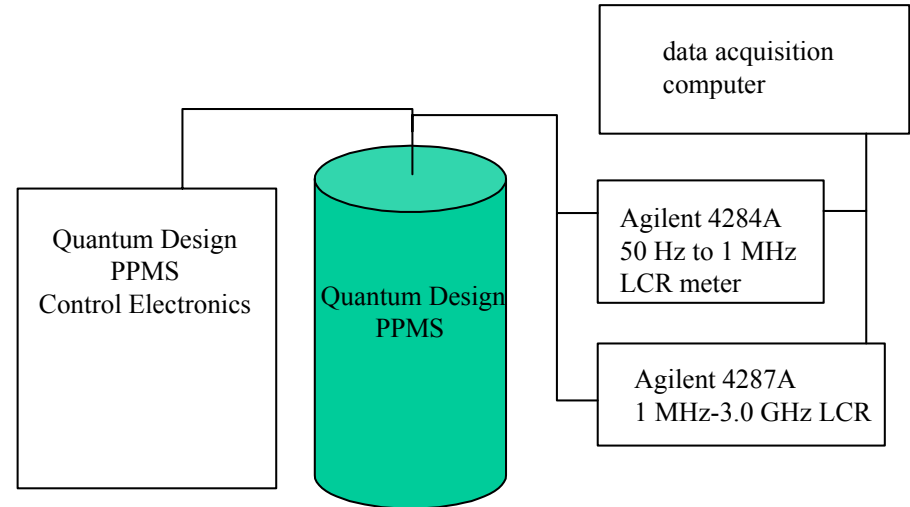 data acquisition
computer
Quantum Design
PPMS
Control Electronics
Quantum Design
PPMS
Agilent 4284A
50 Hz to 1 MHz
LCR meter
Agilent 4287A
1 MHz-3.0 GHz LCR